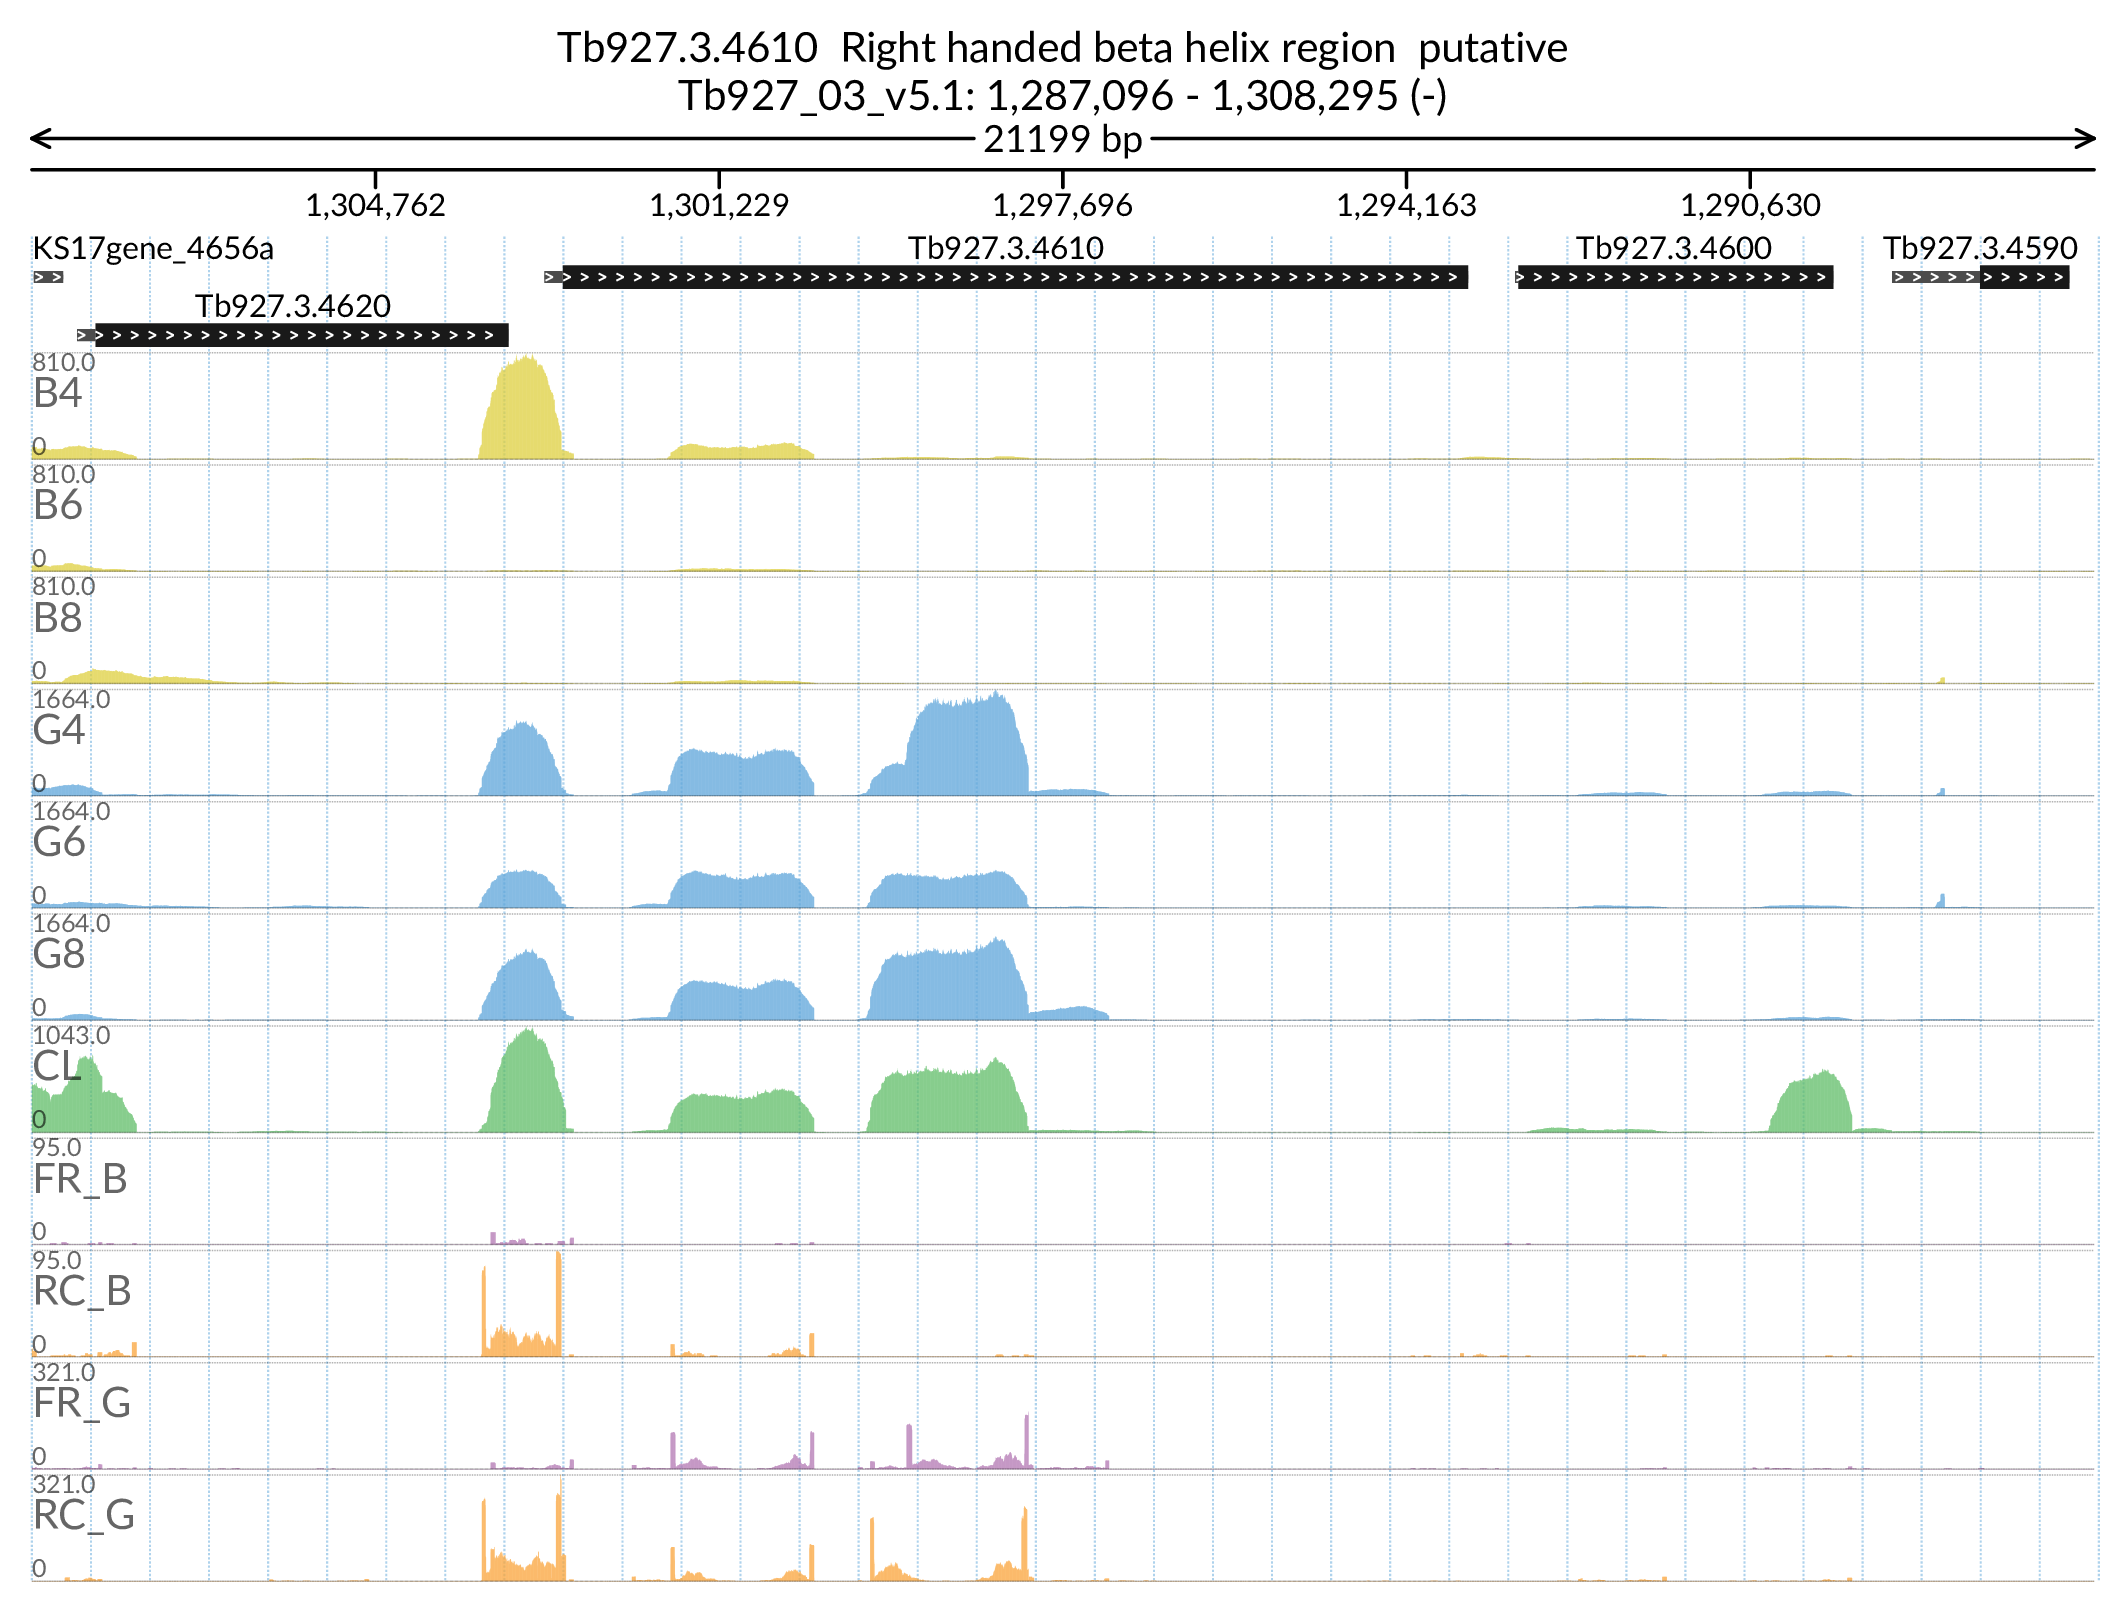 Tb927.3.4610  Right handed beta helix region  putative
Tb927_03_v5.1: 1,287,096 - 1,308,295 (-)
21199 bp
1,304,762 1,301,229 1,297,696 1,294,163 1,290,630
KS17gene_4656a Tb927.3.4610 Tb927.3.4600 Tb927.3.4590
Tb927.3.4620
810.0
B4
0
810.0
B6
0
810.0
B8
0
1664.0
G4
0
1664.0
G6
0
1664.0
G8
0
1043.0
CL
0
95.0
FR_B
0
95.0
RC_B
0
321.0
FR_G
0
321.0
RC_G
0